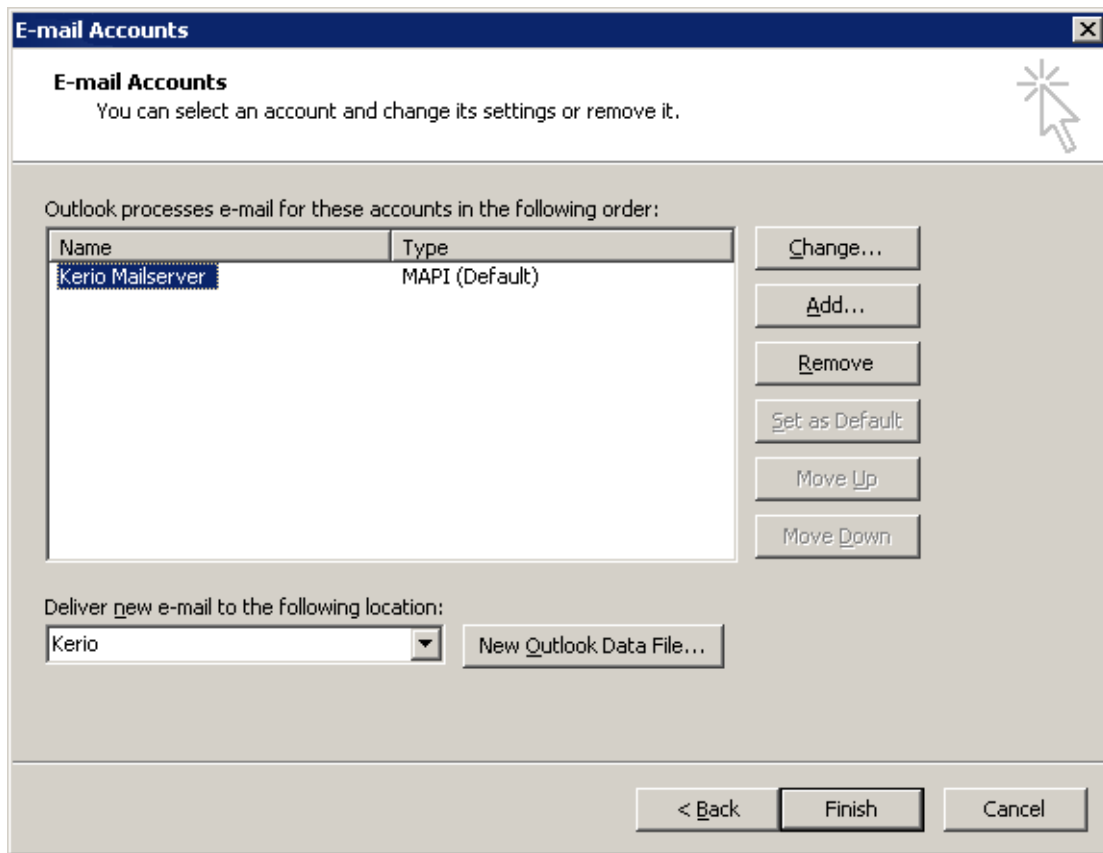 E-mail Accounts
E-mail Accounts
You can select an account and change its settings or remove it.
Outlook processes e-mail for these accounts in the following order:
Name Type
Kerio Mailserver MAPI (Default)
Change...
Add...
Remove
Set as Default
Move Up
Move Down
Deliver new e-mail to the following location:
Kerio New Outlook Data File...
< Back Finish Cancel